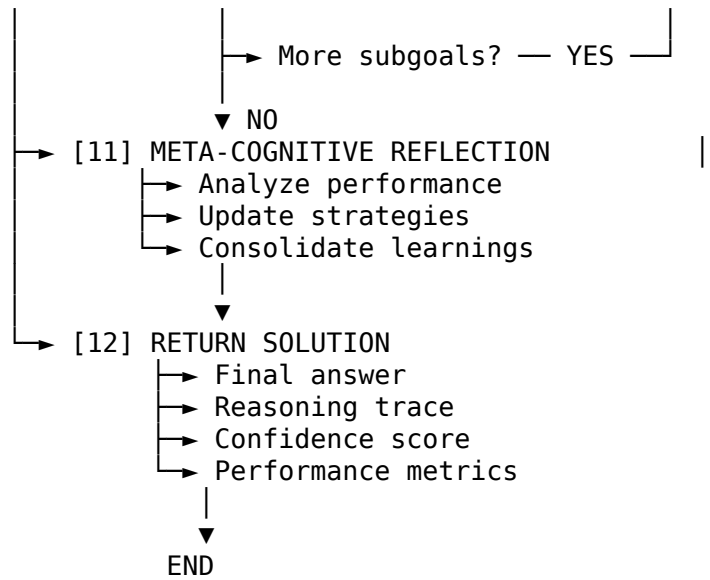 More subgoals? YES
NO
[11] META-COGNITIVE REFLECTION
Analyze performance
Update strategies
Consolidate learnings
[12] RETURN SOLUTION
Final answer
Reasoning trace
Confidence score
Performance metrics
END